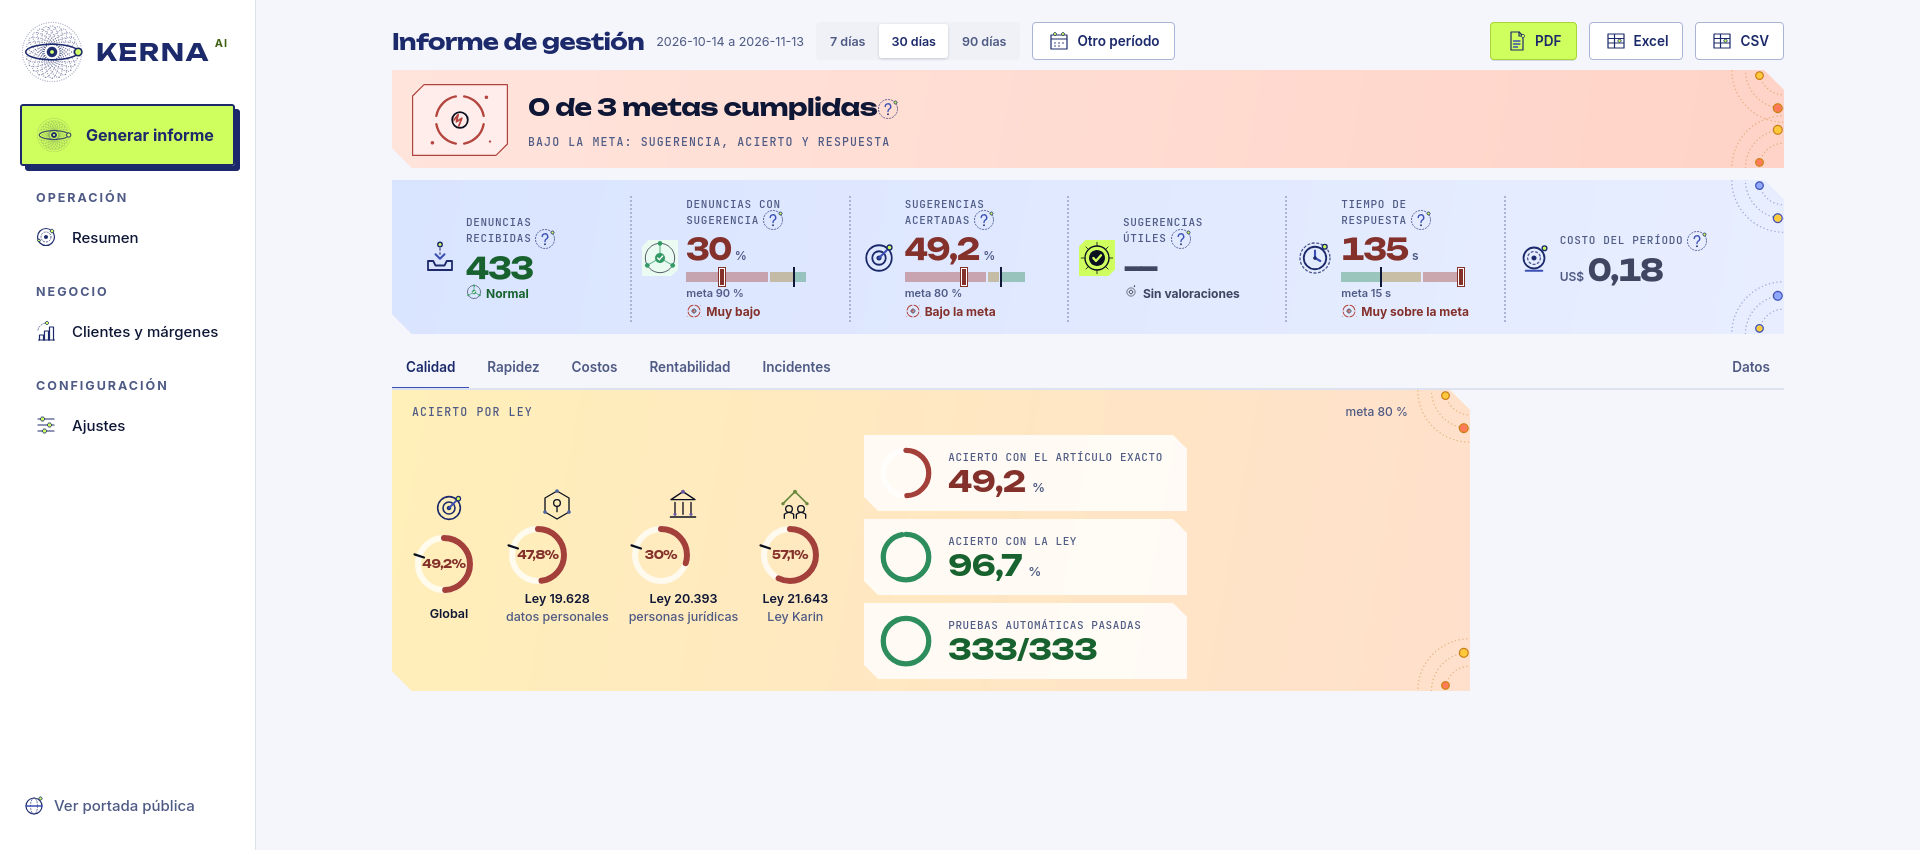 KERNA AI
Generar informe
OPERACIÓN
Resumen
NEGOCIO
Clientes y márgenes
CONFIGURACIÓN
Ajustes
Ver portada pública
Informe de gestión
2026-10-14 a 2026-11-13
7 días
30 días
90 días
Otro período
PDF
Excel
CSV
0 de 3 metas cumplidas ?
BAJO LA META: SUGERENCIA, ACIERTO Y RESPUESTA
DENUNCIAS
RECIBIDAS ?
433
Normal
DENUNCIAS CON
SUGERENCIA ?
30 %
meta 90 %
Muy bajo
SUGERENCIAS
ACERTADAS ?
49,2 %
meta 80 %
Bajo la meta
SUGERENCIAS
ÚTILES ?
—
Sin valoraciones
TIEMPO DE
RESPUESTA ?
135 s
meta 15 s
Muy sobre la meta
COSTO DEL PERÍODO ?
US$ 0,18
Calidad
Rapidez
Costos
Rentabilidad
Incidentes
Datos
ACIERTO POR LEY
meta 80 %
49,2%
Global
47,8%
Ley 19.628
datos personales
30%
Ley 20.393
personas jurídicas
57,1%
Ley 21.643
Ley Karin
ACIERTO CON EL ARTÍCULO EXACTO
49,2 %
ACIERTO CON LA LEY
96,7 %
PRUEBAS AUTOMÁTICAS PASADAS
333/333